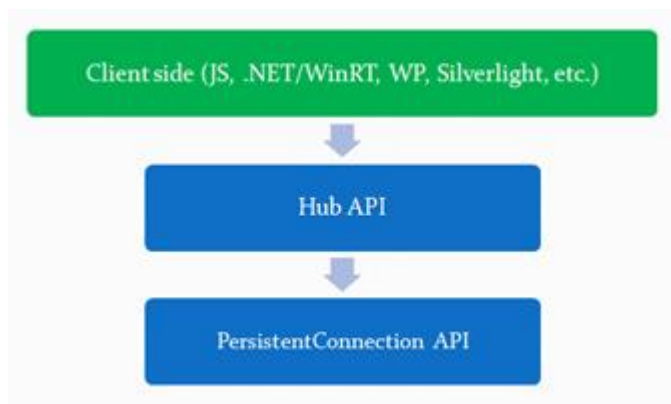 Client side (JS, .NET/WinRT, WP, Silverlight, etc.)
Hub API
PersistentConnection API